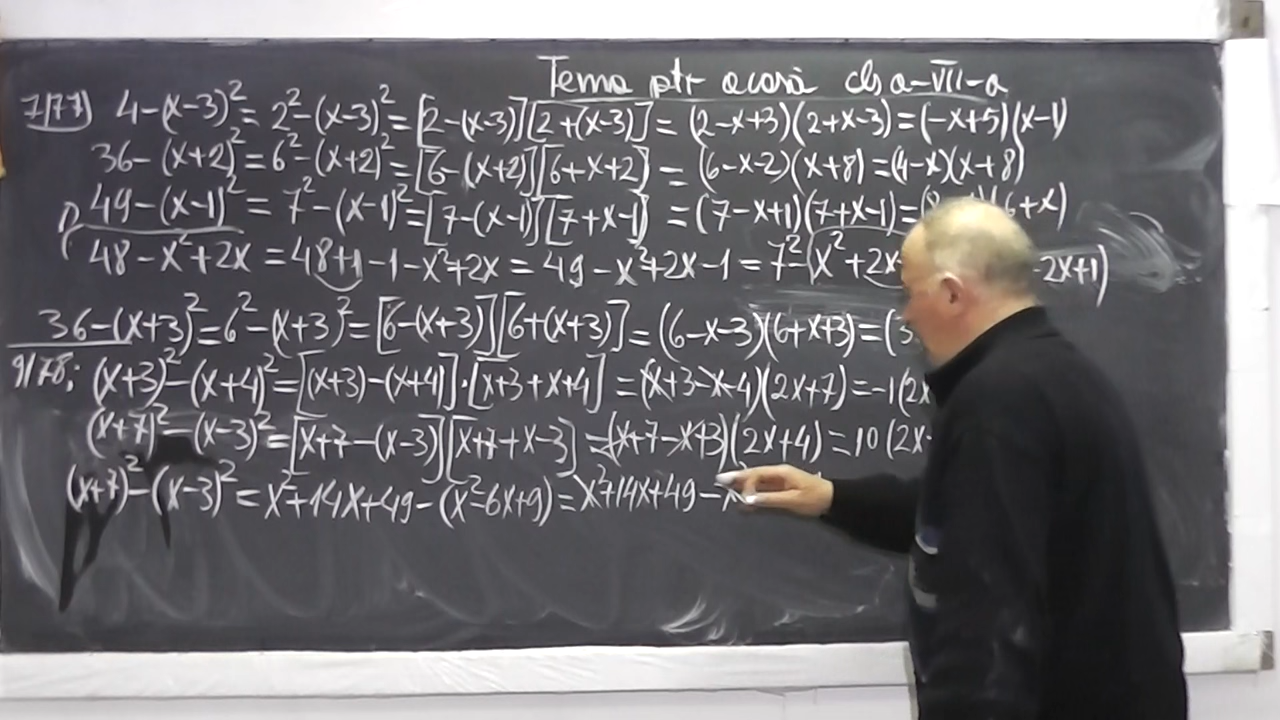 Tema ptr acasă cls a-VII-a
7/77) 4-(x-3)²= 2²-(x-3)²=[2-(x-3)][2+(x-3)]= (2-x+3)(2+x-3)=(-x+5)(x-1)
36-(x+2)²=6²-(x+2)²=[6-(x+2)][6+x+2] = (6-x-2)(x+8)=(4-x)(x+8)
49-(x-1)² = 7²-(x-1)²=[7-(x-1)][7+x-1] = (7-x+1)(7+x-1)=(8 )(6+x)
48-x²+2x =48+1-1-x²+2x = 49-x²+2x-1= 7²-(x²+2x -2x+1)
36-(x+3)²=6²-(x+3)²=[6-(x+3)][6+(x+3)]=(6-x-3)(6+x+3)=(3
9/78; (x+3)²-(x+4)²=[(x+3)-(x+4)]·[x+3+x+4] =(x+3-x-4)(2x+7)=-1(2x
(x+7)²-(x-3)²=[x+7-(x-3)][x+7+x-3] =(x+7-x+3)(2x+4)=10(2x
(x+7)²-(x-3)² =x²+14x+49-(x²-6x+9)=x²+14x+49-x²